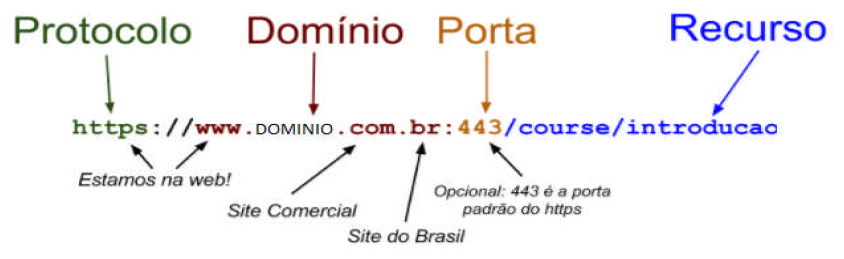 Protocolo Domínio Porta Recurso
https://www.DOMINIO.com.br:443/course/introducao
Estamos na web!
Site Comercial
Site do Brasil
Opcional: 443 é a porta
padrão do https